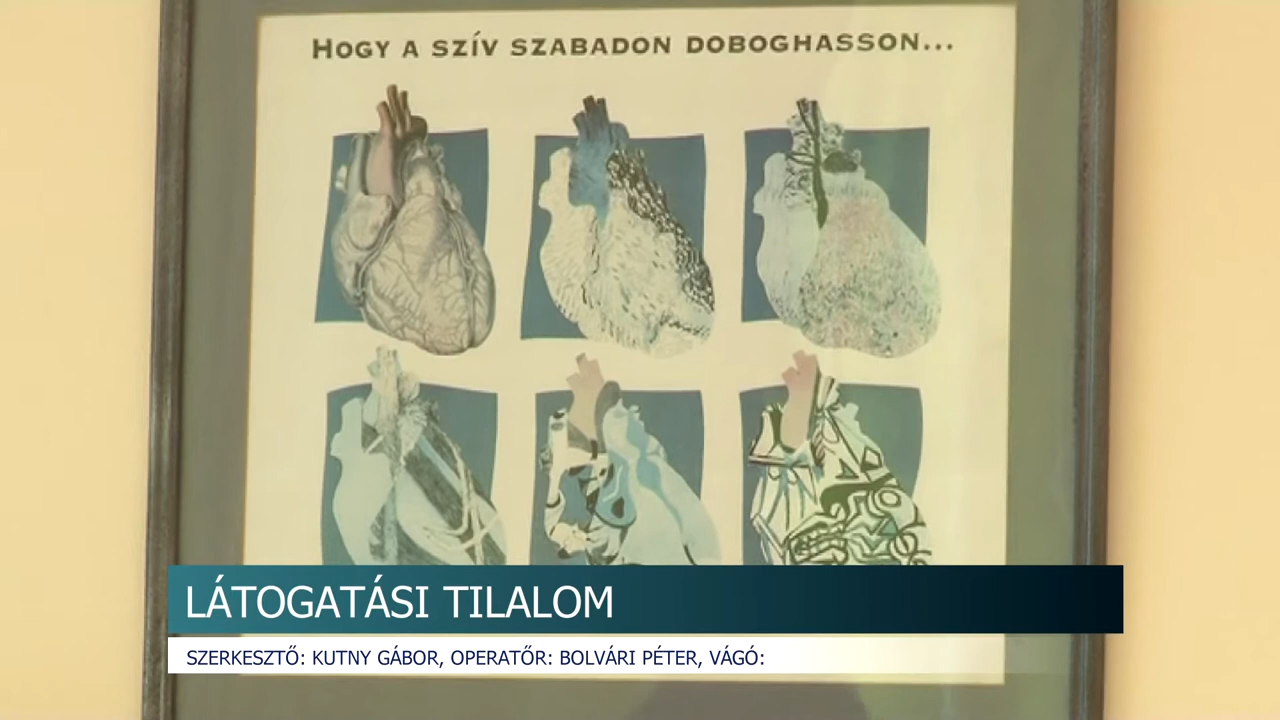 HOGY A SZÍV SZABADON DOBOGHASSON...
LÁTOGATÁSI TILALOM
SZERKESZTŐ: KUTNY GÁBOR, OPERATŐR: BOLVÁRI PÉTER, VÁGÓ: